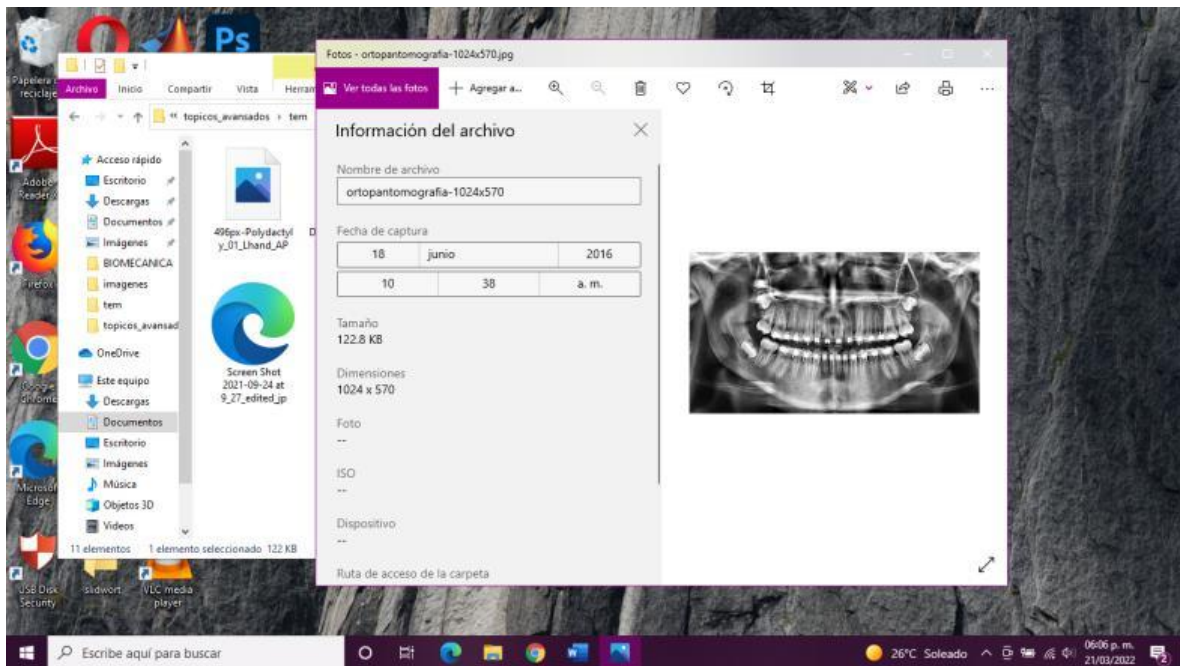 Ps
Papelera
reciclaje
Adobe
Reader
Firefox
Google
Chrome
Microsoft
Edge
USB Disk
Security
slidwort
VLC media
player
Archivo
Inicio
Compartir
Vista
« topicos_avansados › tem
Acceso rápido
Escritorio
Descargas
Documentos
Imágenes
BIOMECANICA
imagenes
tem
topicos_avansad
OneDrive
Este equipo
Descargas
Documentos
Escritorio
Imágenes
Música
Objetos 3D
Videos
496px-Polydactyl
y_01_Lhand_AP
Screen Shot
2021-09-24 at
9_27_edited_jp
11 elementos 1 elemento seleccionado 122 KB
Fotos - ortopantomografia-1024x570.jpg
Ver todas las fotos
Agregar a...
Información del archivo
Nombre de archivo
ortopantomografia-1024x570
Fecha de captura
18 junio 2016
10 38 a. m.
Tamaño
122.8 KB
Dimensiones
1024 x 570
Foto
--
ISO
--
Dispositivo
--
Ruta de acceso de la carpeta
Escribe aquí para buscar
26°C Soleado
06:06 p. m.
21/03/2022
2